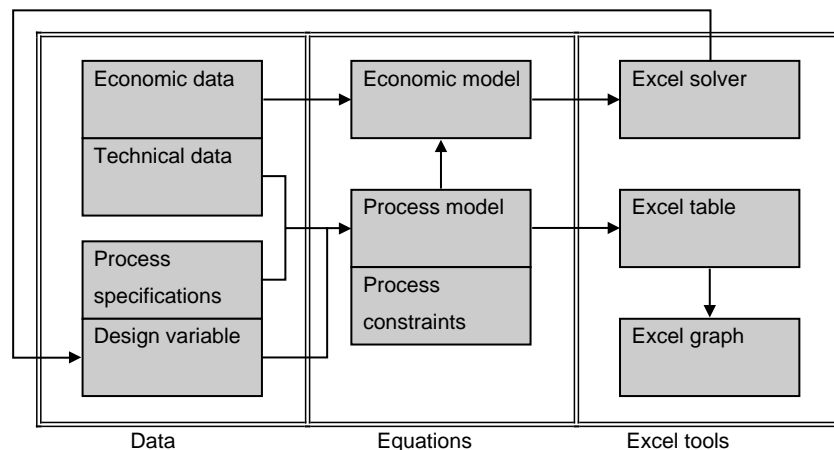 Economic data
Economic model
Excel solver
Technical data
Process model
Excel table
Process
specifications
Process
constraints
Design variable
Excel graph
Data
Equations
Excel tools